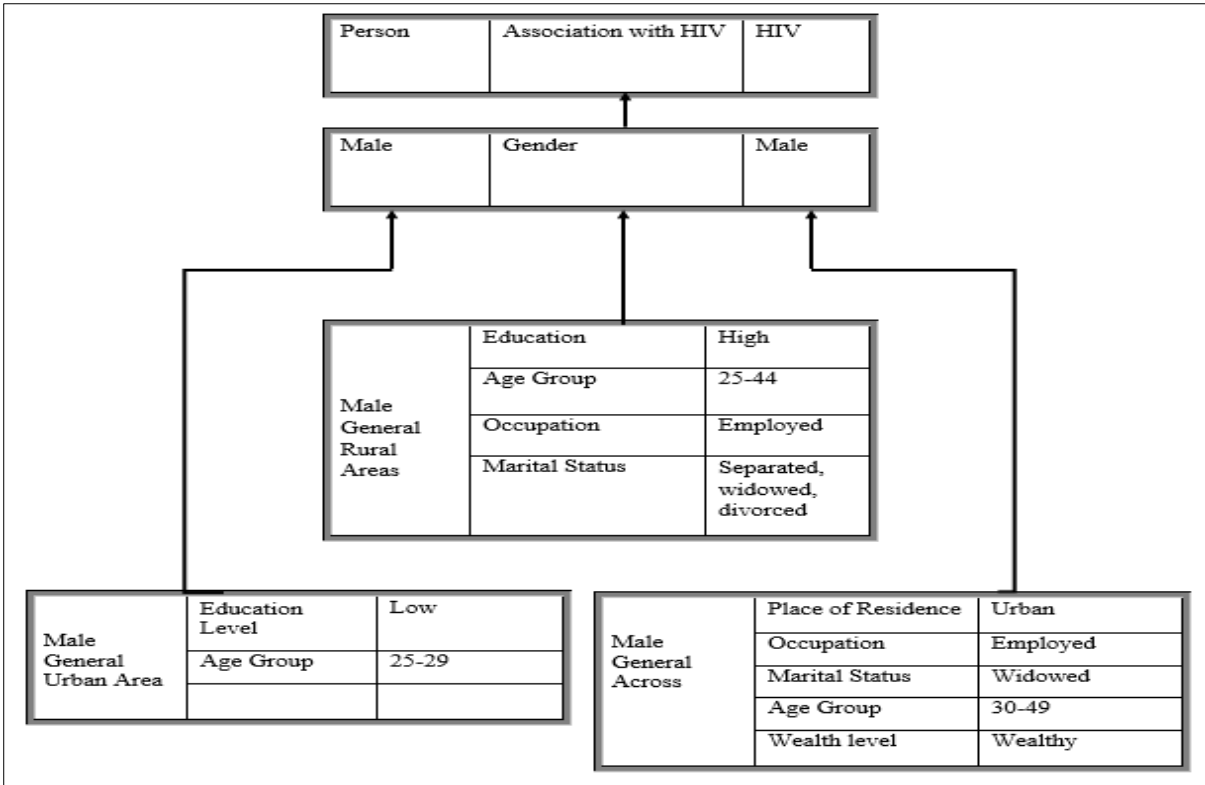 Person Association with HIV HIV
Male Gender Male
Male
General
Rural
Areas
Education High
Age Group 25-44
Occupation Employed
Marital Status Separated,
widowed,
divorced
Male
General
Urban Area
Education
Level
Low
Age Group 25-29
Male
General
Across
Place of Residence Urban
Occupation Employed
Marital Status Widowed
Age Group 30-49
Wealth level Wealthy